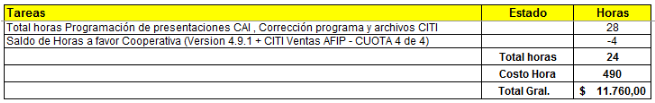 Tareas Estado Horas
Total horas Programación de presentaciones CAI , Corrección programa y archivos CITI 28
Saldo de Horas a favor Cooperativa (Version 4.9.1 + CITI Ventas AFIP - CUOTA 4 de 4) -4
Total horas 24
Costo Hora 490
Total Gral. $ 11.760,00